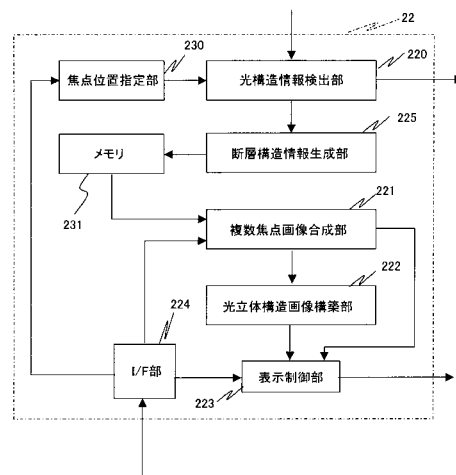 22
230
焦点位置指定部
光構造情報検出部
220
225
メモリ
断層構造情報生成部
231
221
複数焦点画像合成部
222
光立体構造画像構築部
224
I/F部
表示制御部
223